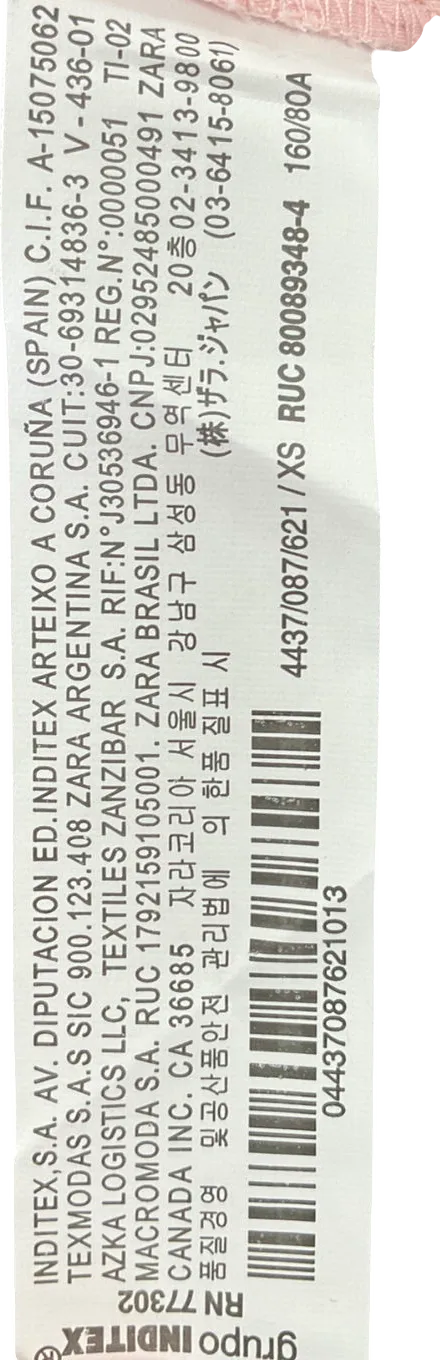 INDITEX,S.A. AV. DIPUTACION ED.INDITEX ARTEIXO A CORUÑA (SPAIN) C.I.F. A-15075062
TEXMODAS S.A.S SIC 900.123.408 ZARA ARGENTINA S.A. CUIT:30-69314836-3 V-436-01
AZKA LOGISTICS LLC, TEXTILES ZANZIBAR S.A. RIF:N°J30536946-1 REG.N°:0000051 TI-02
MACROMODA S.A. RUC 1792159105001. ZARA BRASIL LTDA. CNPJ:02952485000491 ZARA
CANADA INC. CA 36685 자라코리아 서울시 강남구 삼성동 무역센터 20층 02-3413-9800
품질경영 및공산품안전 관리법에 의 한품 질표 시 (株)ザラ.ジャパン (03-6415-8061)
4437/087/621 / XS RUC 80089348-4 160/80A
04437087621013
RN 77302
grupo INDITEX®